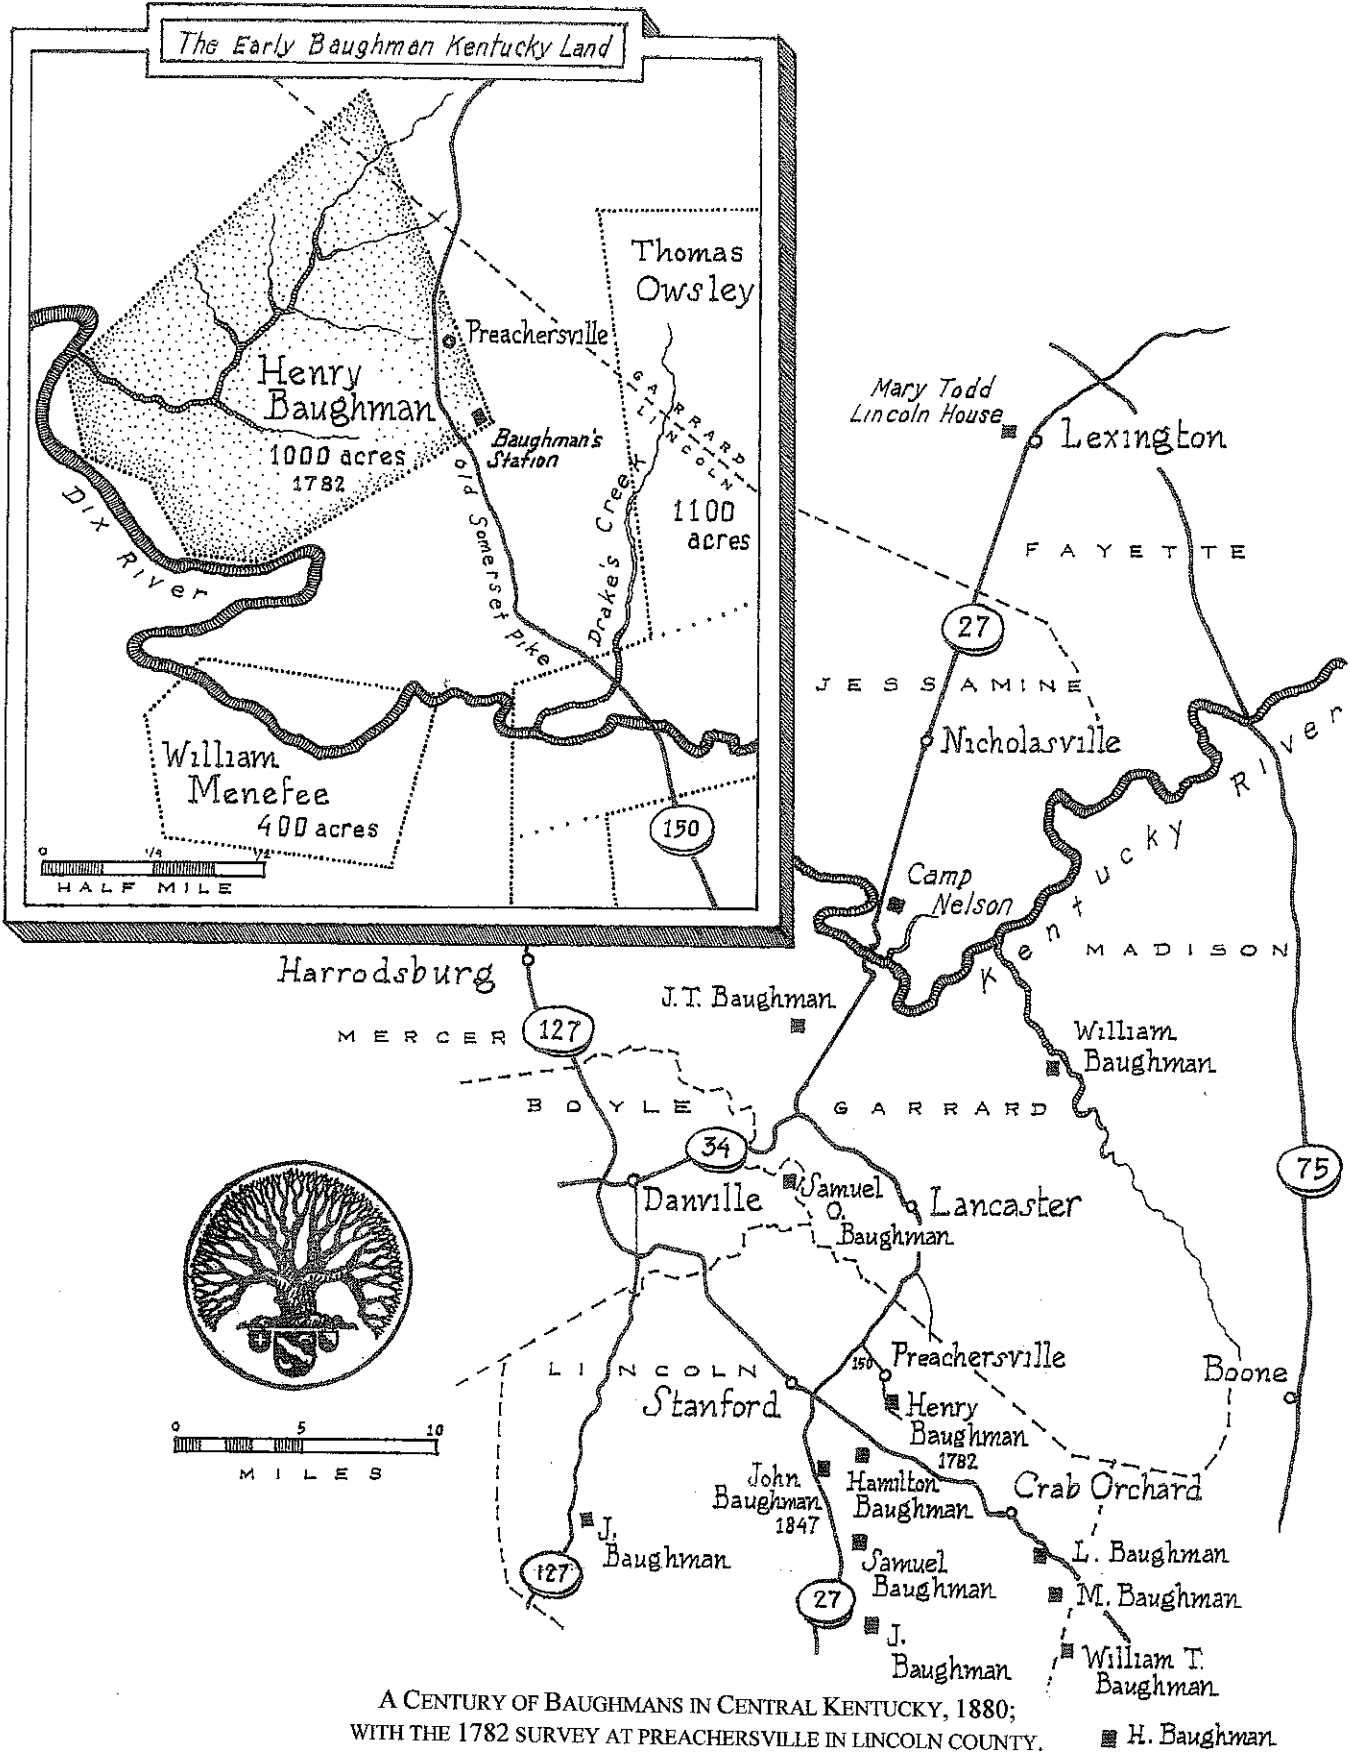 The Early Baughman Kentucky Land
Thomas
Owsley
Preachersville
Henry
Baughman
1000 acres
1782
Baughman's
Station
GARRARD
LINCOLN
1100
acres
Dix River
Old Somerset Pike
Drake's Creek
William
Menefee
400 acres
150
0 1/4 1/2
HALF MILE
Mary Todd
Lincoln House
Lexington
FAYETTE
27
JESSAMINE
Nicholasville
Kentucky River
Camp
Nelson
MADISON
Harrodsburg
J.T. Baughman
MERCER
127
William
Baughman
BOYLE
GARRARD
34
75
Danville
Samuel
O.
Baughman
Lancaster
LINCOLN
150
Preachersville
Boone
Stanford
Henry
Baughman
1782
0 5 10
MILES
John
Baughman
1847
Hamilton
Baughman
Crab Orchard
J.
Baughman
127
Samuel
Baughman
L. Baughman
27
M. Baughman
J.
Baughman
William T.
Baughman
H. Baughman
A CENTURY OF BAUGHMANS IN CENTRAL KENTUCKY, 1880;
WITH THE 1782 SURVEY AT PREACHERSVILLE IN LINCOLN COUNTY.